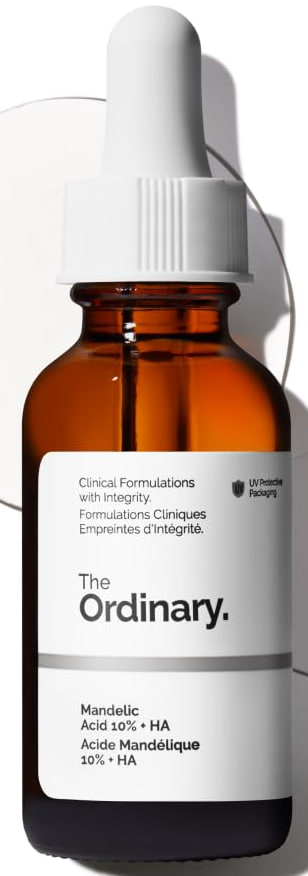 Clinical Formulations
with Integrity.
Formulations Cliniques
Empreintes d'Intégrité.
UV Protective
Packaging
The
Ordinary.
Mandelic
Acid 10% + HA
Acide Mandélique
10% + HA